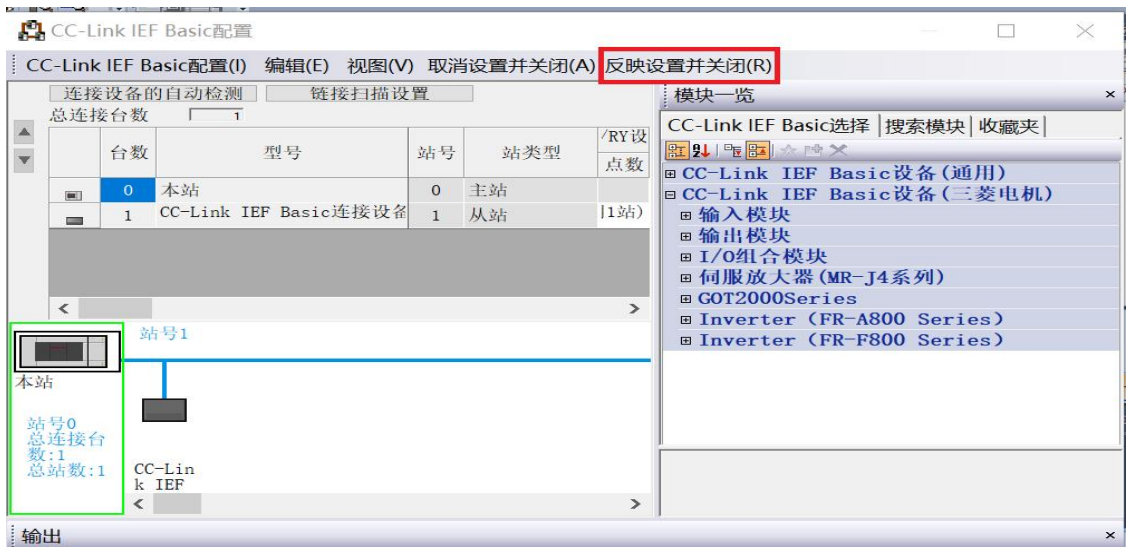 CC-Link IEF Basic配置
CC-Link IEF Basic配置(I) 编辑(E) 视图(V) 取消设置并关闭(A) 反映设置并关闭(R)
连接设备的自动检测 链接扫描设置
总连接台数 1
台数 型号 站号 站类型 /RY设
点数
0 本站 0 主站
1 CC-Link IEF Basic连接设备 1 从站 1站)
站号1
本站
站号0
总连接台
数:1
总站数:1
CC-Lin
k IEF
模块一览
CC-Link IEF Basic选择 搜索模块 收藏夹
CC-Link IEF Basic设备(通用)
CC-Link IEF Basic设备(三菱电机)
输入模块
输出模块
I/O组合模块
伺服放大器(MR-J4系列)
GOT2000Series
Inverter (FR-A800 Series)
Inverter (FR-F800 Series)
输出